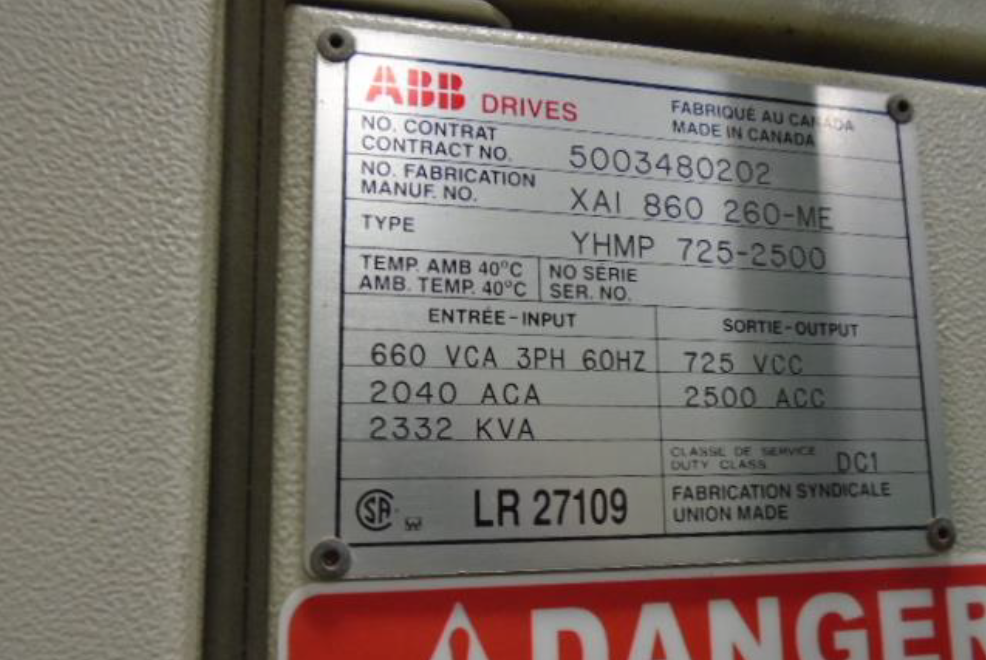 ABB DRIVES
FABRIQUÉ AU CANADA
MADE IN CANADA
NO. CONTRAT
CONTRACT NO. 5003480202
NO. FABRICATION
MANUF. NO. XAI 860 260-ME
TYPE YHMP 725-2500
TEMP. AMB 40°C
AMB. TEMP. 40°C
NO SÉRIE
SER. NO.
ENTRÉE-INPUT
SORTIE-OUTPUT
660 VCA 3PH 60HZ
725 VCC
2040 ACA
2500 ACC
2332 KVA
CLASSE DE SERVICE
DUTY CLASS DC1
SA LR 27109
FABRICATION SYNDICALE
UNION MADE
DANGER